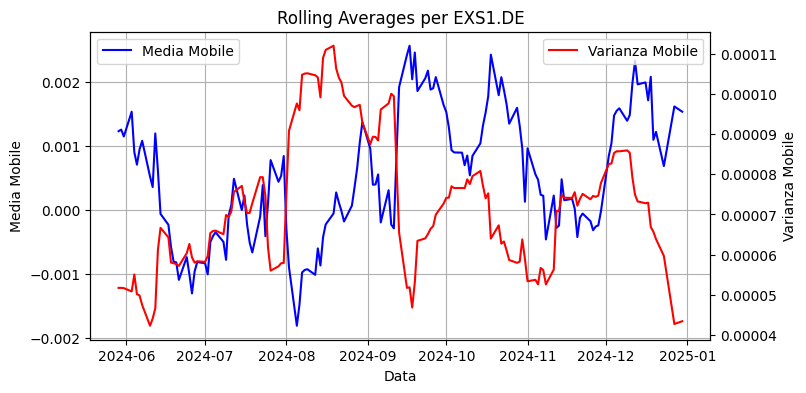 Rolling Averages per EXS1.DE
Media Mobile
Varianza Mobile
Media Mobile
0.002
0.001
0.000
−0.001
−0.002
0.00011
0.00010
0.00009
0.00008
0.00007
0.00006
0.00005
0.00004
Varianza Mobile
2024-06 2024-07 2024-08 2024-09 2024-10 2024-11 2024-12 2025-01
Data